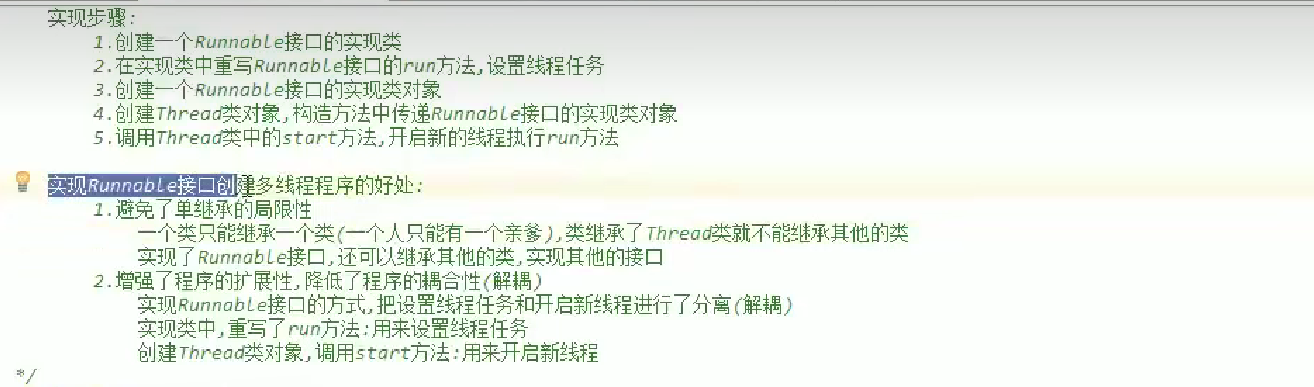 实现步骤:
1.创建一个Runnable接口的实现类
2.在实现类中重写Runnable接口的run方法,设置线程任务
3.创建一个Runnable接口的实现类对象
4.创建Thread类对象,构造方法中传递Runnable接口的实现类对象
5.调用Thread类中的start方法,开启新的线程执行run方法
实现Runnable接口创建多线程程序的好处:
1.避免了单继承的局限性
一个类只能继承一个类(一个人只能有一个亲爹),类继承了Thread类就不能继承其他的类
实现了Runnable接口,还可以继承其他的类,实现其他的接口
2.增强了程序的扩展性,降低了程序的耦合性(解耦)
实现Runnable接口的方式,把设置线程任务和开启新线程进行了分离(解耦)
实现类中,重写了run方法:用来设置线程任务
创建Thread类对象,调用start方法:用来开启新线程
*/